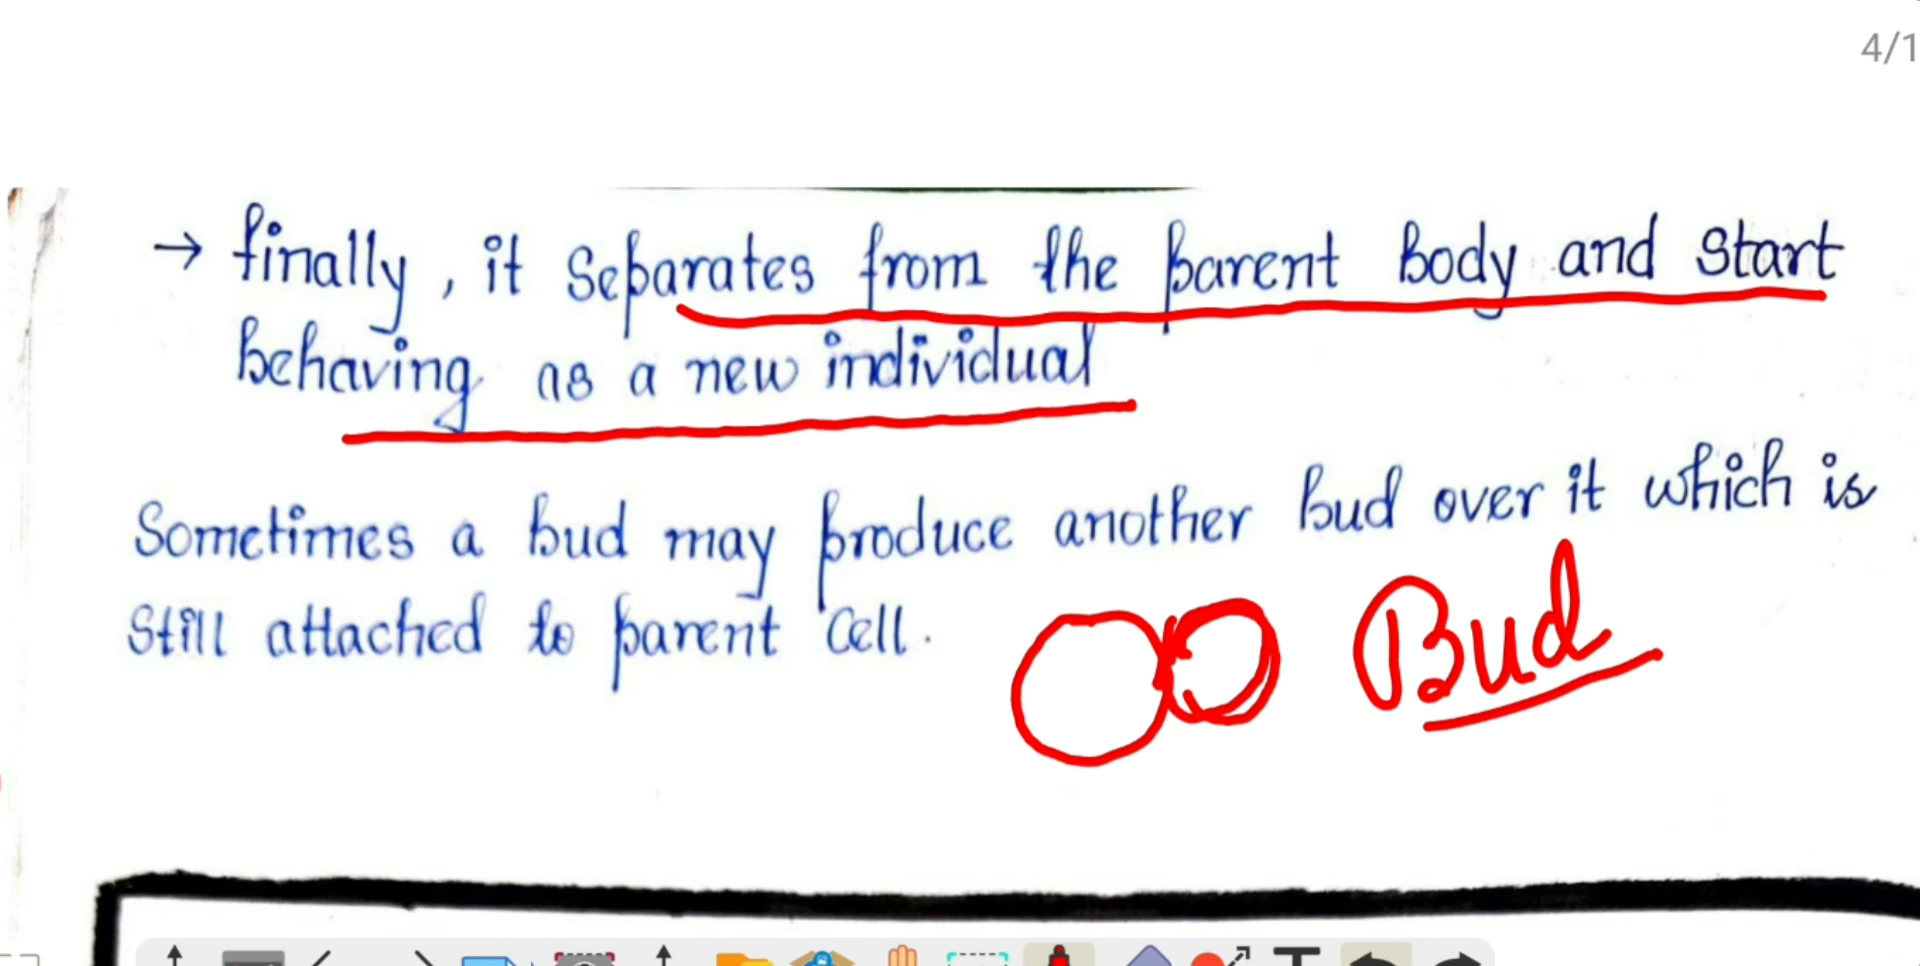 4/1
→ finally, it Separates from the parent body and start
behaving as a new individual
Sometimes a bud may produce another bud over it which is
Still attached to parent cell.
Bud